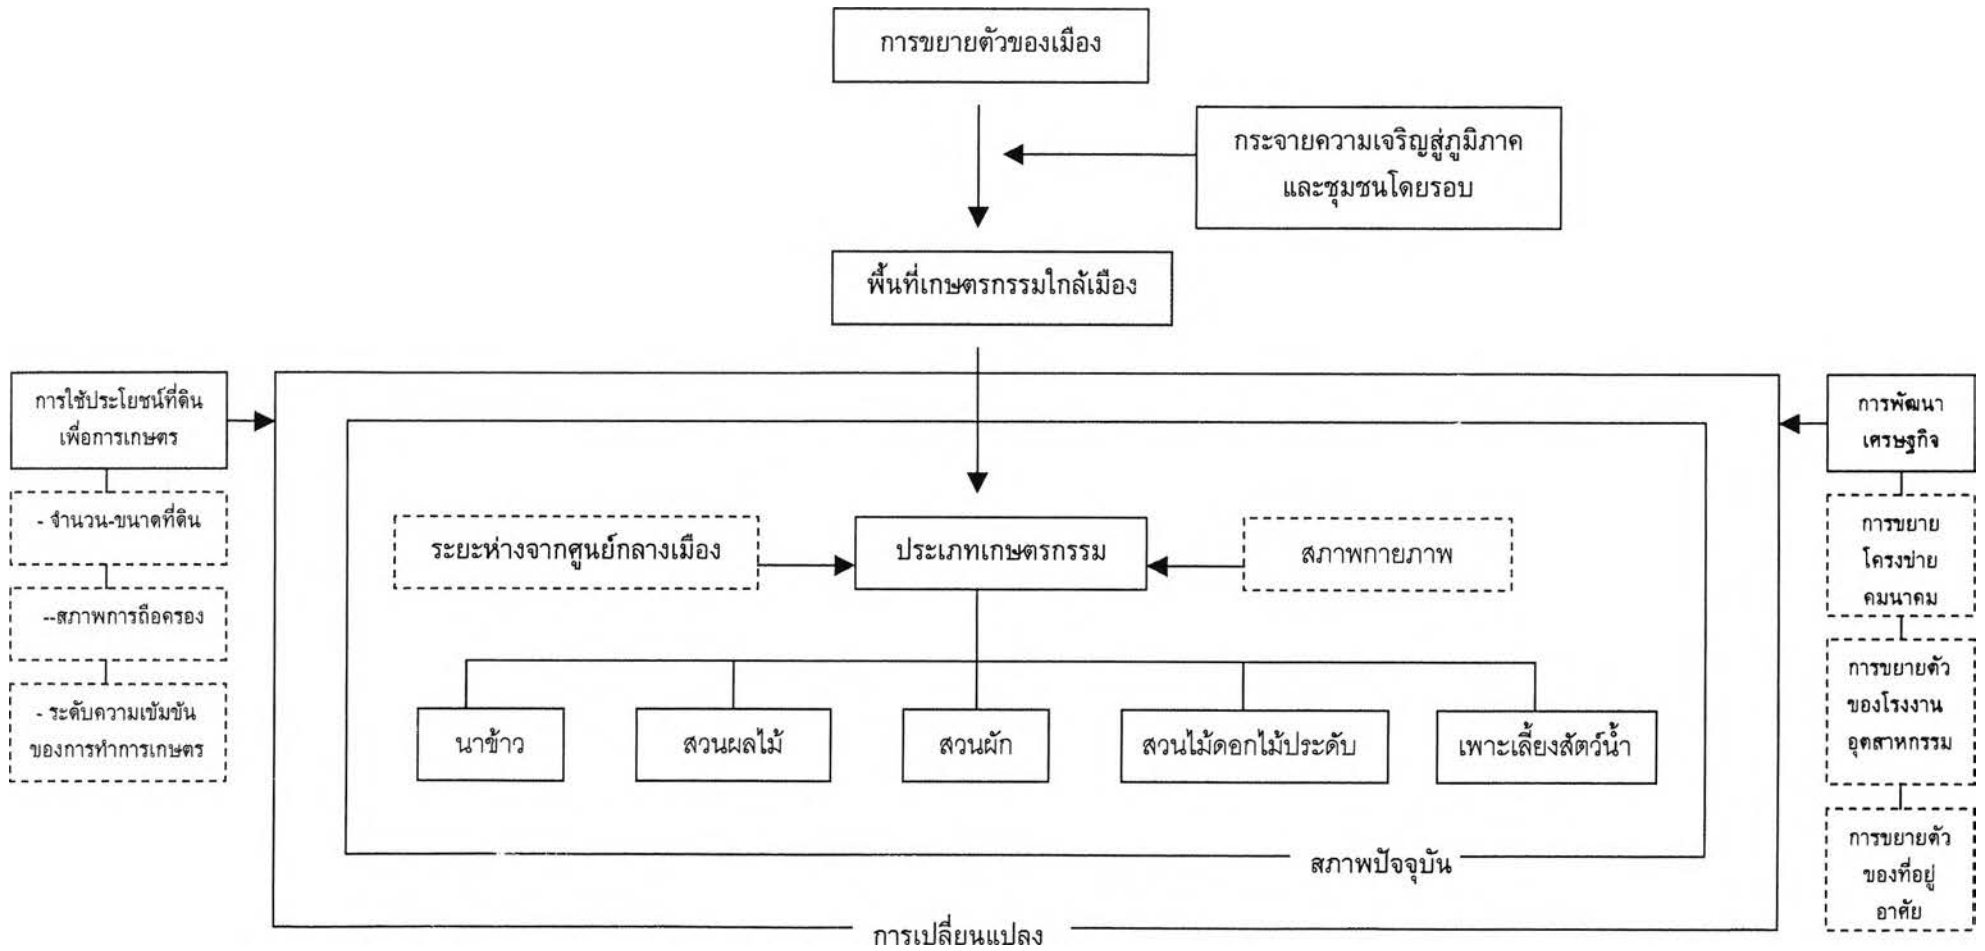 การขยายตัวของเมือง
กระจายความเจริญสู่ภูมิภาค
และชุมชนโดยรอบ
พื้นที่เกษตรกรรมใกล้เมือง
การใช้ประโยชน์ที่ดิน
เพื่อการเกษตร
- จำนวน-ขนาดที่ดิน
--สภาพการถือครอง
- ระดับความเข้มข้น
ของการทำการเกษตร
ระยะห่างจากศูนย์กลางเมือง
ประเภทเกษตรกรรม
สภาพกายภาพ
นาข้าว
สวนผลไม้
สวนผัก
สวนไม้ดอกไม้ประดับ
เพาะเลี้ยงสัตว์น้ำ
สภาพปัจจุบัน
การเปลี่ยนแปลง
การพัฒนา
เศรษฐกิจ
การขยาย
โครงข่าย
คมนาคม
การขยายตัว
ของโรงงาน
อุตสาหกรรม
การขยายตัว
ของที่อยู่
อาศัย